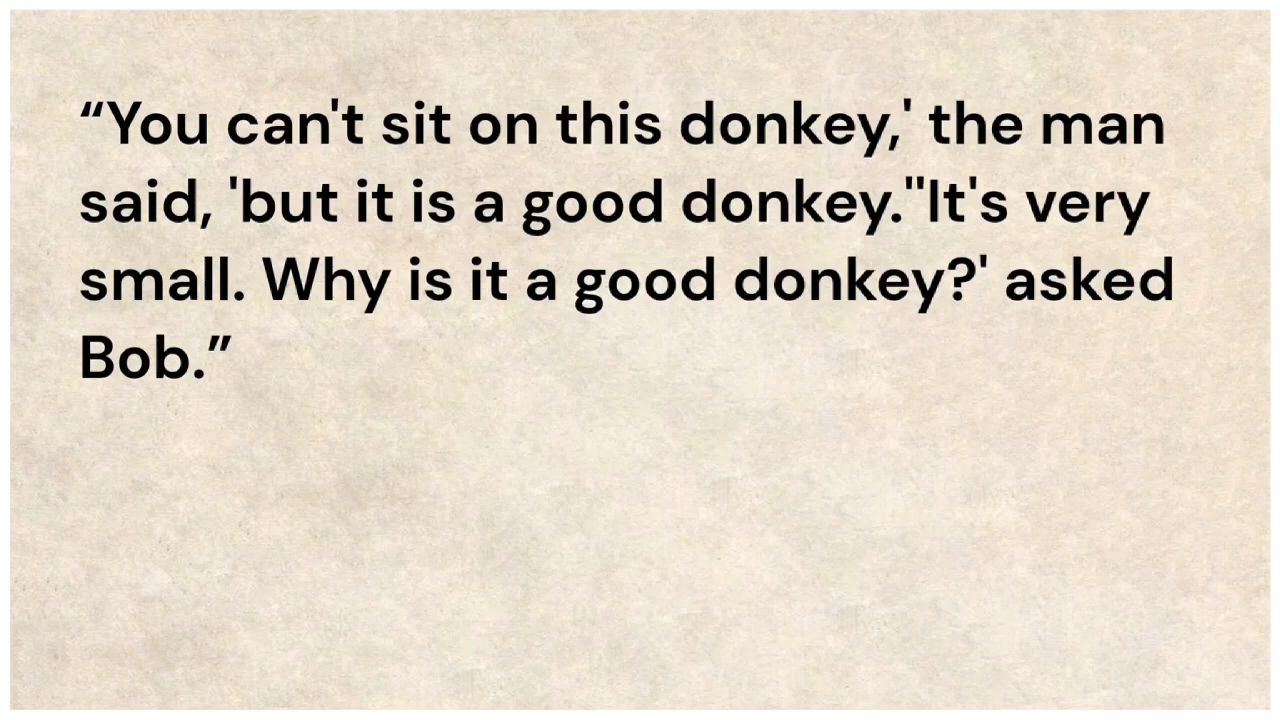 “You can't sit on this donkey,' the man
said, 'but it is a good donkey.''It's very
small. Why is it a good donkey?' asked
Bob.”